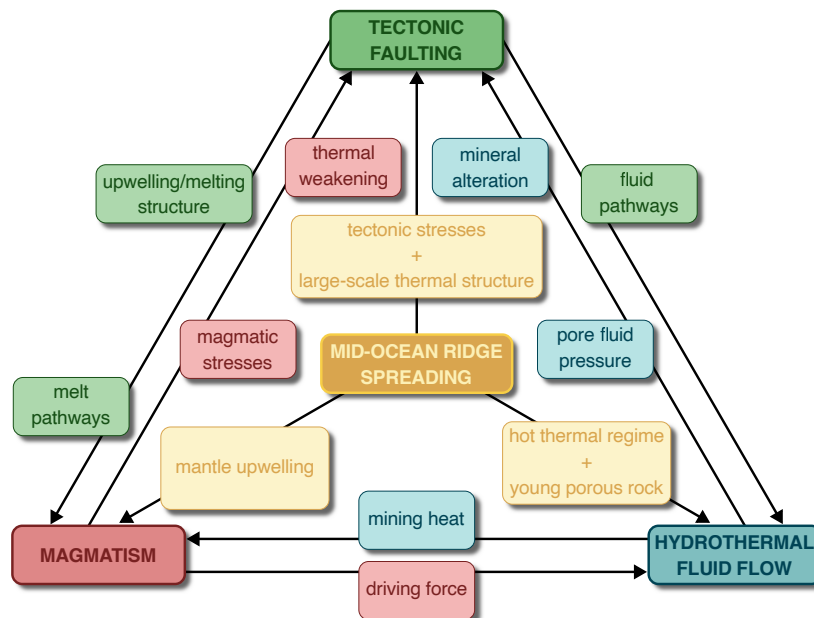 TECTONIC
FAULTING
thermal
weakening
mineral
alteration
upwelling/melting
structure
fluid
pathways
tectonic stresses
+
large-scale thermal structure
magmatic
stresses
MID-OCEAN RIDGE
SPREADING
pore fluid
pressure
melt
pathways
mantle upwelling
hot thermal regime
+
young porous rock
mining heat
MAGMATISM
HYDROTHERMAL
FLUID FLOW
driving force